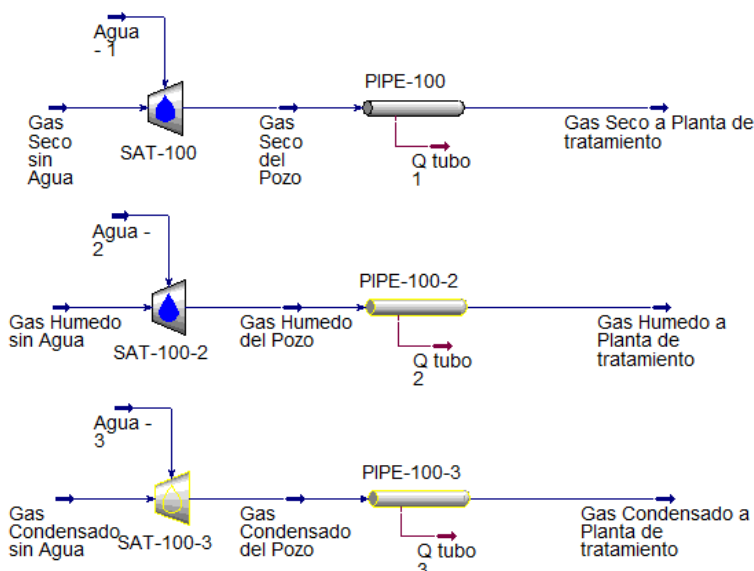 Agua
- 1
PIPE-100
Gas
Seco
sin
Agua
SAT-100
Gas
Seco
del
Pozo
Q tubo
1
Gas Seco a Planta de
tratamiento
Agua -
2
PIPE-100-2
Gas Humedo
sin Agua
SAT-100-2
Gas Humedo
del Pozo
Q tubo
2
Gas Humedo a
Planta de
tratamiento
Agua -
3
PIPE-100-3
Gas
Condensado
sin Agua
SAT-100-3
Gas
Condensado
del Pozo
Q tubo
3
Gas Condensado a
Planta de
tratamiento